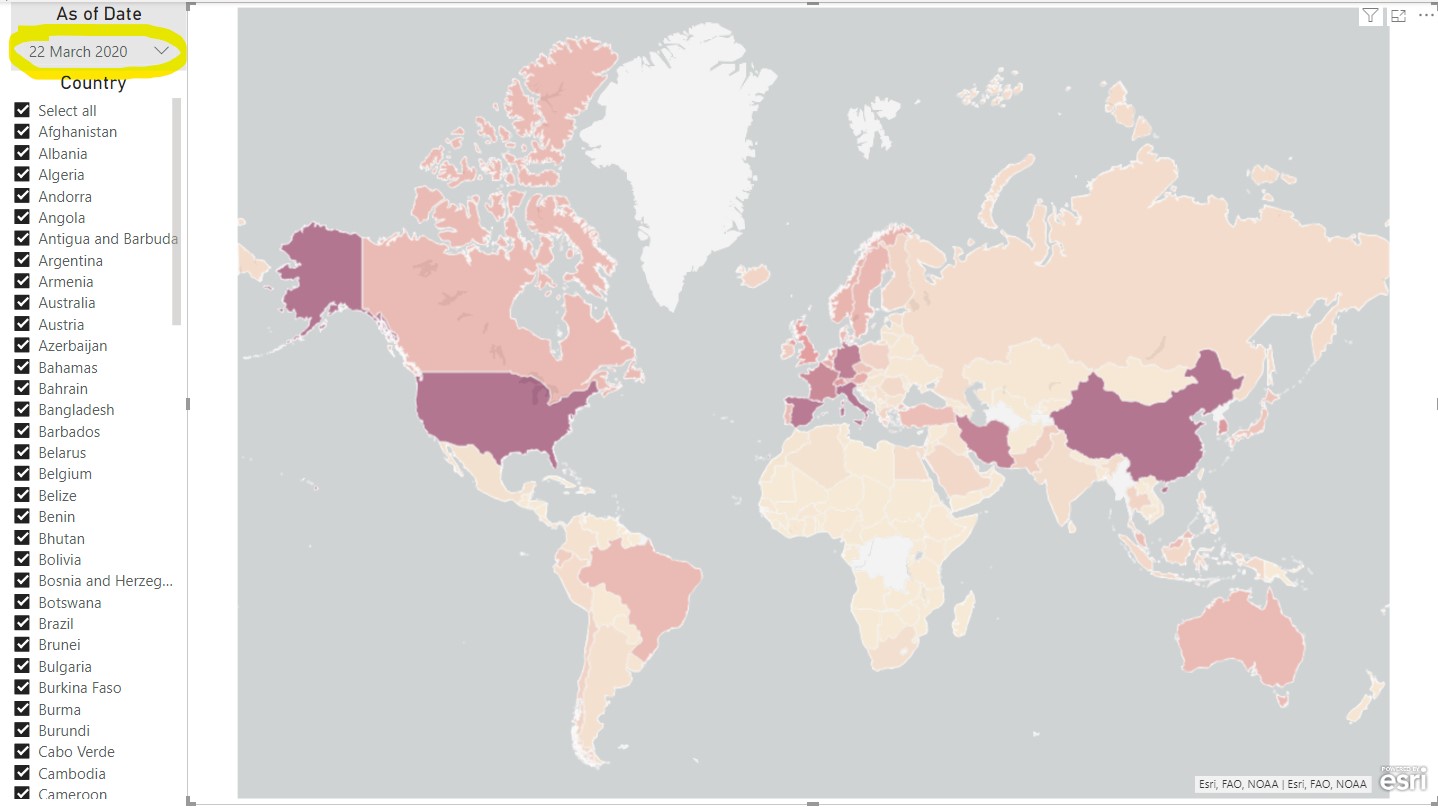 As of Date
22 March 2020
Country
Select all
Afghanistan
Albania
Algeria
Andorra
Angola
Antigua and Barbuda
Argentina
Armenia
Australia
Austria
Azerbaijan
Bahamas
Bahrain
Bangladesh
Barbados
Belarus
Belgium
Belize
Benin
Bhutan
Bolivia
Bosnia and Herzeg...
Botswana
Brazil
Brunei
Bulgaria
Burkina Faso
Burma
Burundi
Cabo Verde
Cambodia
Cameroon
Esri, FAO, NOAA | Esri, FAO, NOAA
POWERED BY
esri